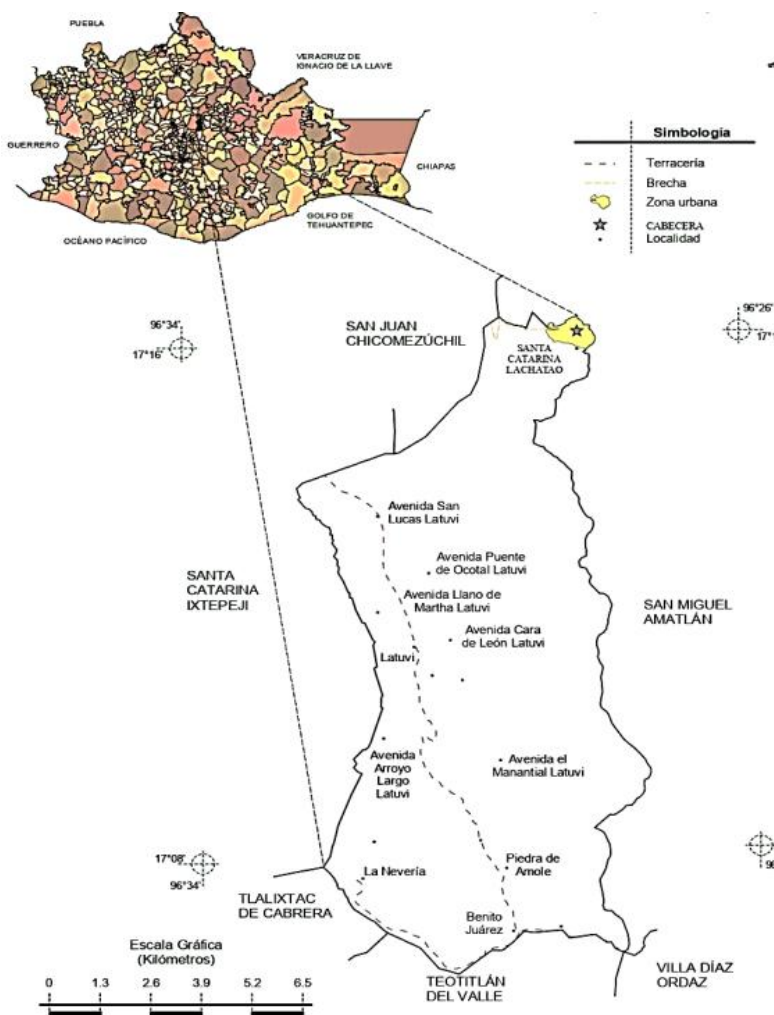 PUEBLA
VERACRUZ DE
IGNACIO DE LA LLAVE
GUERRERO
CHIAPAS
GOLFO DE
TEHUANTEPEC
OCÉANO PACÍFICO
Simbología
Terracería
Brecha
Zona urbana
CABECERA
Localidad
96°34'
17°16'
SAN JUAN
CHICOMEZÚCHIL
96°26'
SANTA
CATARINA
LACHATAO
Avenida San
Lucas Latuvi
Avenida Puente
de Ocotal Latuvi
SANTA
CATARINA
IXTEPEJI
Avenida Llano de
Martha Latuvi
SAN MIGUEL
AMATLÁN
Avenida Cara
de León Latuvi
Latuvi
Avenida
Arroyo
Largo
Latuvi
Avenida el
Manantial Latuvi
17°08'
96°34'
La Nevería
Piedra de
Amole
TLALIXTAC
DE CABRERA
Benito
Juárez
Escala Gráfica
(Kilómetros)
TEOTITLÁN
DEL VALLE
VILLA DÍAZ
ORDAZ
0 1.3 2.6 3.9 5.2 6.5